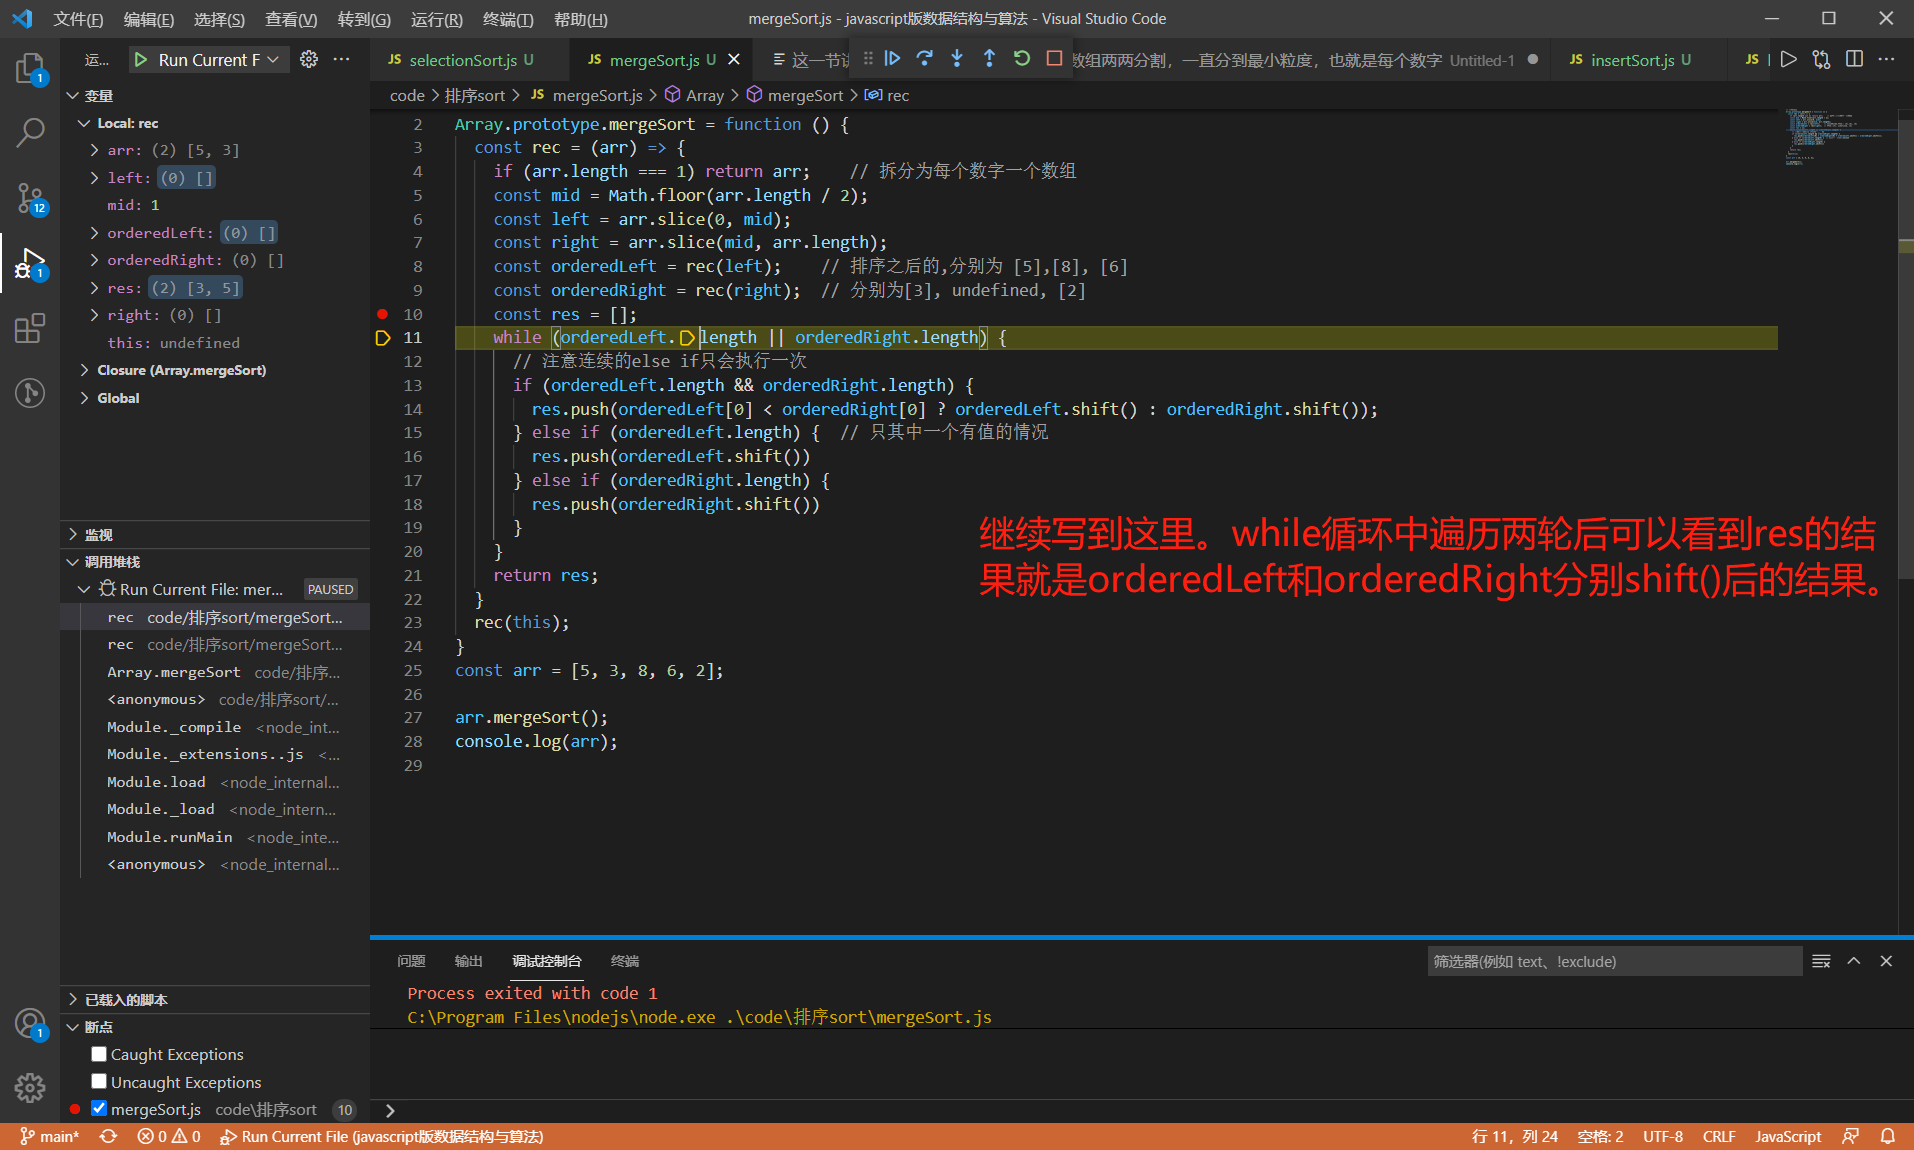 文件(F) 编辑(E) 选择(S) 查看(V) 转到(G) 运行(R) 终端(T) 帮助(H) mergeSort.js - javascript版数据结构与算法 - Visual Studio Code
运... Run Current F ··· JS selectionSort.js U JS mergeSort.js U 这一节 数组两两分割，一直分到最小粒度，也就是每个数字 Untitled-1 JS insertSort.js U JS
code > 排序sort > JS mergeSort.js > Array > mergeSort > rec
变量
Local: rec
arr: (2) [5, 3]
left: (0) []
mid: 1
orderedLeft: (0) []
orderedRight: (0) []
res: (2) [3, 5]
right: (0) []
this: undefined
Closure (Array.mergeSort)
Global
监视
调用堆栈
Run Current File: mer... PAUSED
rec code/排序sort/mergeSort...
rec code/排序sort/mergeSort...
Array.mergeSort code/排序...
<anonymous> code/排序sort/...
Module._compile <node_int...
Module._extensions..js <...
Module.load <node_internal...
Module._load <node_intern...
Module.runMain <node_inte...
<anonymous> <node_internal...
已载入的脚本
断点
Caught Exceptions
Uncaught Exceptions
mergeSort.js code\排序sort 10
2 Array.prototype.mergeSort = function () {
3 const rec = (arr) => {
4 if (arr.length === 1) return arr; // 拆分为每个数字一个数组
5 const mid = Math.floor(arr.length / 2);
6 const left = arr.slice(0, mid);
7 const right = arr.slice(mid, arr.length);
8 const orderedLeft = rec(left); // 排序之后的,分别为 [5],[8], [6]
9 const orderedRight = rec(right); // 分别为[3], undefined, [2]
10 const res = [];
11 while (orderedLeft.length || orderedRight.length) {
12 // 注意连续的else if只会执行一次
13 if (orderedLeft.length && orderedRight.length) {
14 res.push(orderedLeft[0] < orderedRight[0] ? orderedLeft.shift() : orderedRight.shift());
15 } else if (orderedLeft.length) { // 只其中一个有值的情况
16 res.push(orderedLeft.shift())
17 } else if (orderedRight.length) {
18 res.push(orderedRight.shift())
19 }
20 }
21 return res;
22 }
23 rec(this);
24 }
25 const arr = [5, 3, 8, 6, 2];
26
27 arr.mergeSort();
28 console.log(arr);
29
继续写到这里。while循环中遍历两轮后可以看到res的结
果就是orderedLeft和orderedRight分别shift()后的结果。
问题 输出 调试控制台 终端 筛选器(例如 text、!exclude)
Process exited with code 1
C:\Program Files\nodejs\node.exe .\code\排序sort\mergeSort.js
1
12
1
1
main* 0 0 Run Current File (javascript版数据结构与算法) 行 11，列 24 空格: 2 UTF-8 CRLF JavaScript